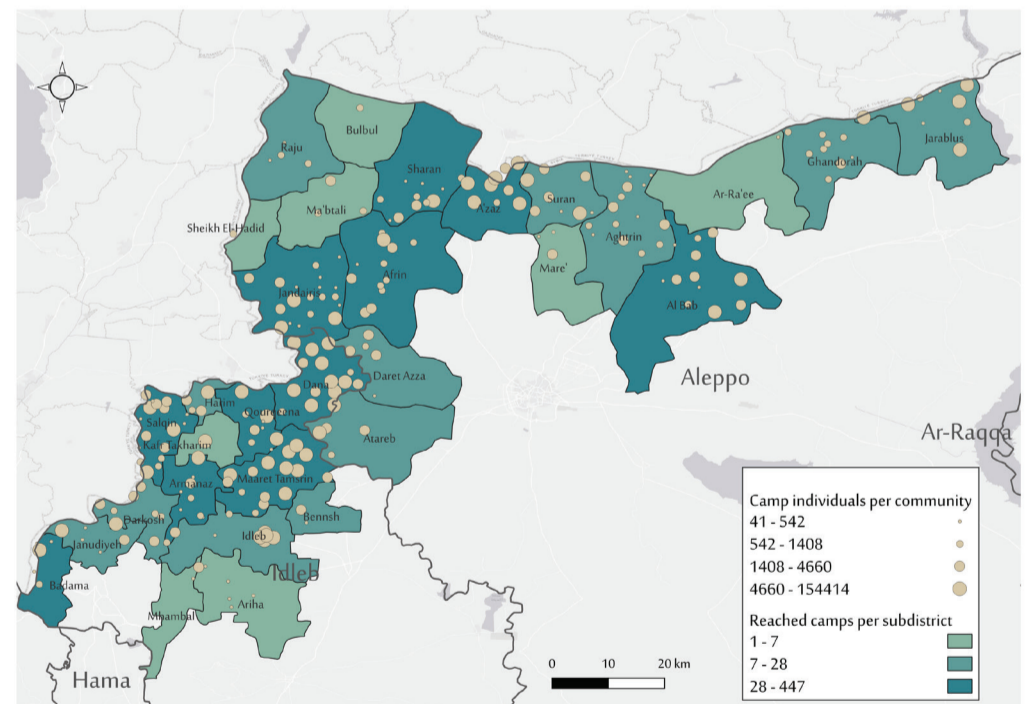 Bulbul
Raju
Sharan
Jarablus
Ghandorah
Ar-Ra'ee
Ma'btali
A'zaz
Suran
Sheikh El-Hadid
Aghtrin
Mare'
Afrin
Jandairis
Al Bab
Aleppo
Dana
Daret Azza
Harim
Qourqeena
Salqin
Ar-Raqqa
Atareb
Kafr Takharim
Maaret Tamsrin
Armanaz
Bennsh
Darkosh
Idleb
Janudiyeh
Idleb
Badama
Ariha
Mhambal
Hama
Camp individuals per community
41 - 542
542 - 1408
1408 - 4660
4660 - 154414
Reached camps per subdistrict
1 - 7
7 - 28
28 - 447
0 10 20 km